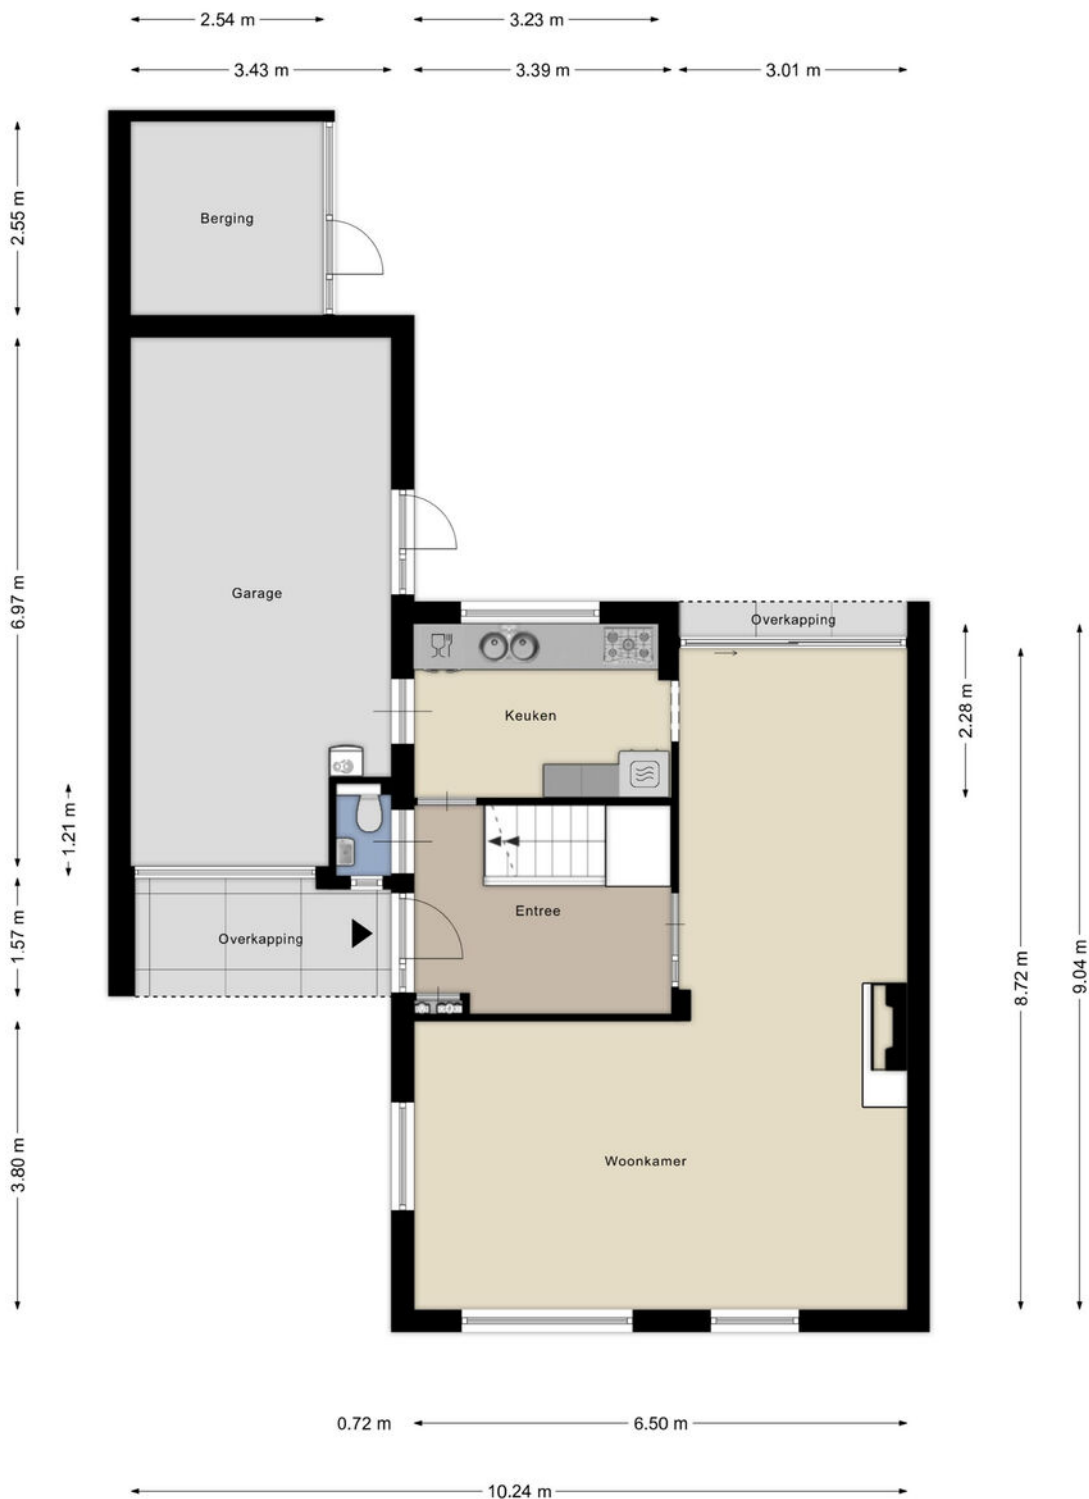 2.54 m
3.23 m
3.43 m
3.39 m
3.01 m
2.55 m
Berging
6.97 m
Garage
Overkapping
Keuken
2.28 m
1.21 m
Entree
1.57 m
Overkapping
8.72 m
9.04 m
3.80 m
Woonkamer
0.72 m
6.50 m
10.24 m